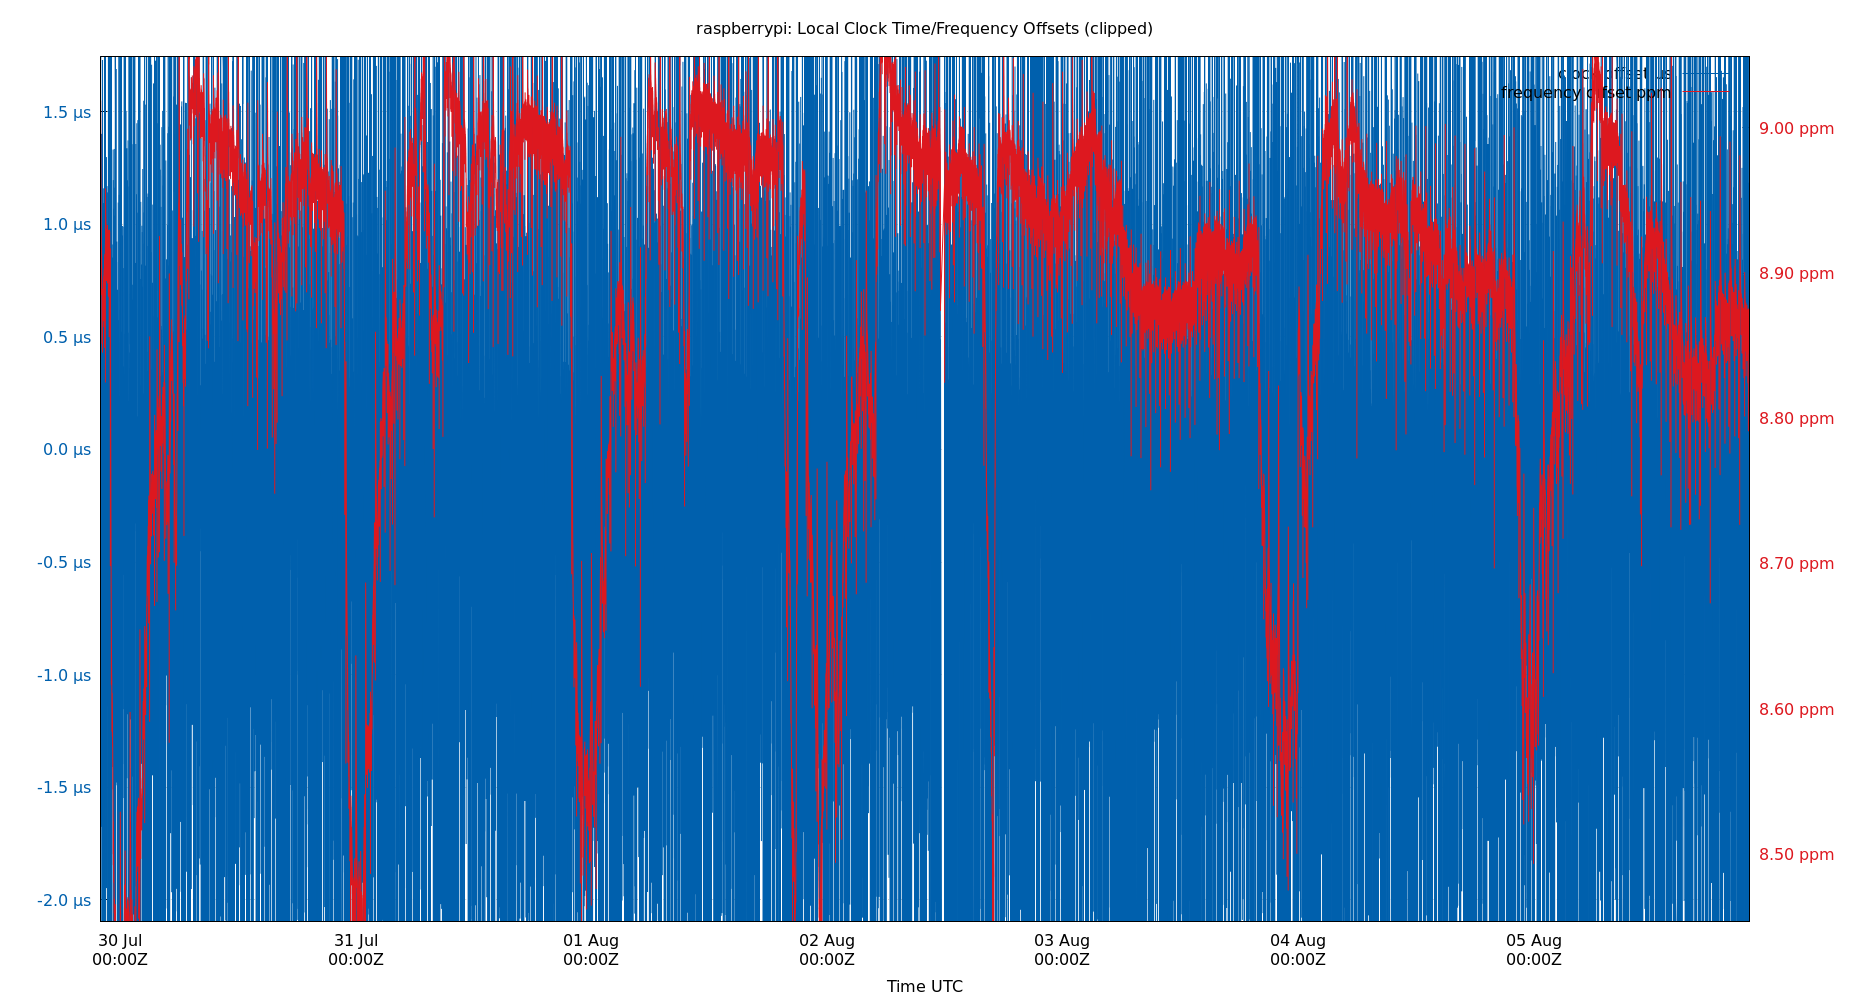 raspberrypi: Local Clock Time/Frequency Offsets (clipped)
clock offset µs
frequency offset ppm
1.5 µs
1.0 µs
0.5 µs
0.0 µs
-0.5 µs
-1.0 µs
-1.5 µs
-2.0 µs
9.00 ppm
8.90 ppm
8.80 ppm
8.70 ppm
8.60 ppm
8.50 ppm
30 Jul 31 Jul 01 Aug 02 Aug 03 Aug 04 Aug 05 Aug
00:00Z 00:00Z 00:00Z 00:00Z 00:00Z 00:00Z 00:00Z
Time UTC